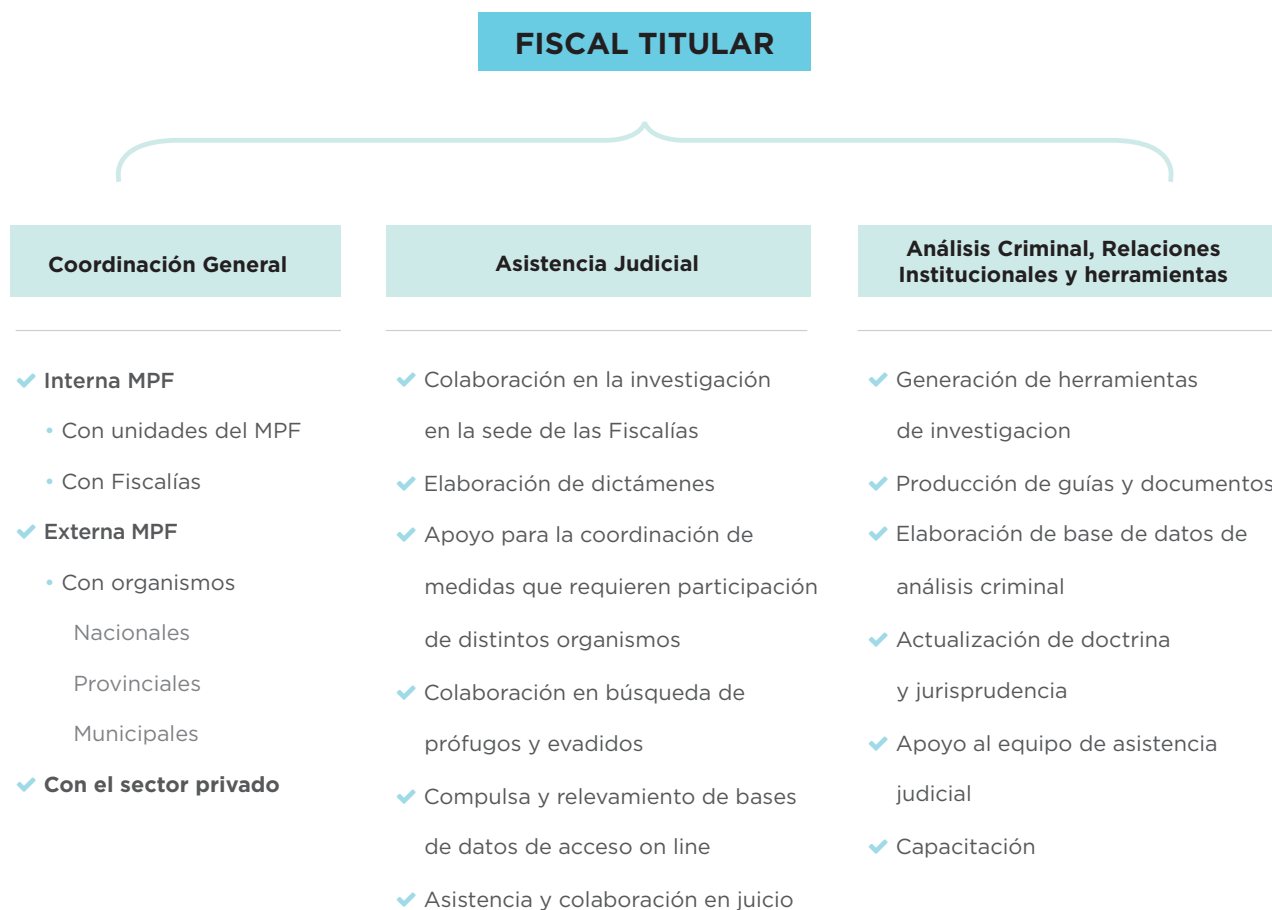 FISCAL TITULAR
Coordinación General
Interna MPF
Con unidades del MPF
Con Fiscalías
Externa MPF
Con organismos
Nacionales
Provinciales
Municipales
Con el sector privado
Asistencia Judicial
Colaboración en la investigación
en la sede de las Fiscalías
Elaboración de dictámenes
Apoyo para la coordinación de
medidas que requieren participación
de distintos organismos
Colaboración en búsqueda de
prófugos y evadidos
Compulsa y relevamiento de bases
de datos de acceso on line
Asistencia y colaboración en juicio
Análisis Criminal, Relaciones
Institucionales y herramientas
Generación de herramientas
de investigacion
Producción de guías y documentos
Elaboración de base de datos de
análisis criminal
Actualización de doctrina
y jurisprudencia
Apoyo al equipo de asistencia
judicial
Capacitación